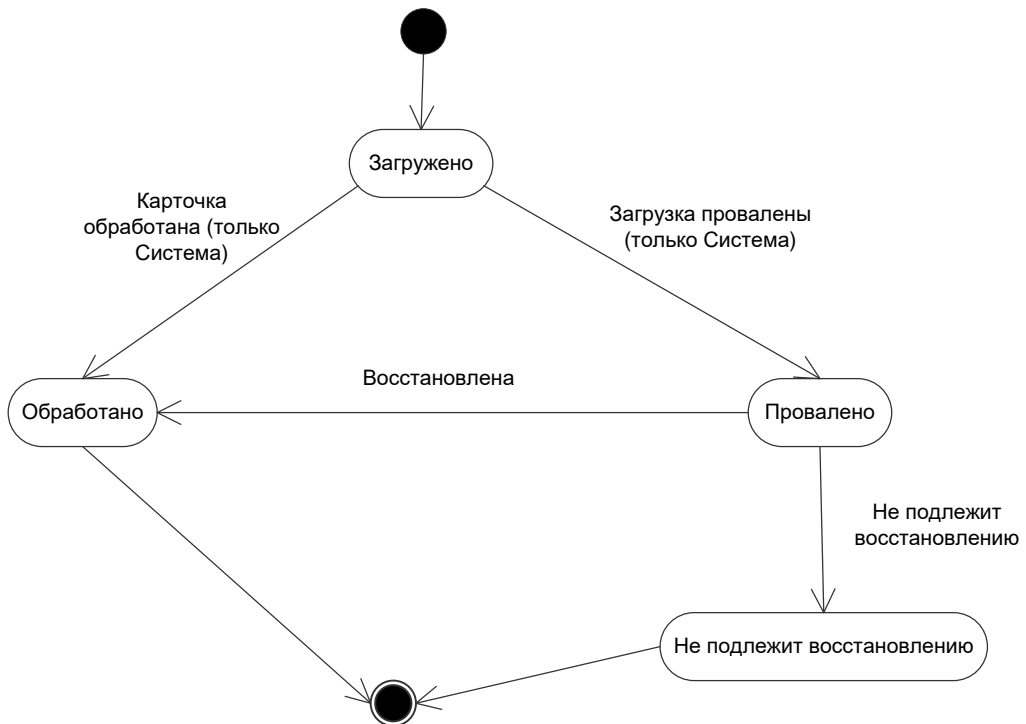 Загружено
Карточка
обработана (только
Система)
Загрузка провалены
(только Система)
Восстановлена
Обработано
Провалено
Не подлежит
восстановлению
Не подлежит восстановлению